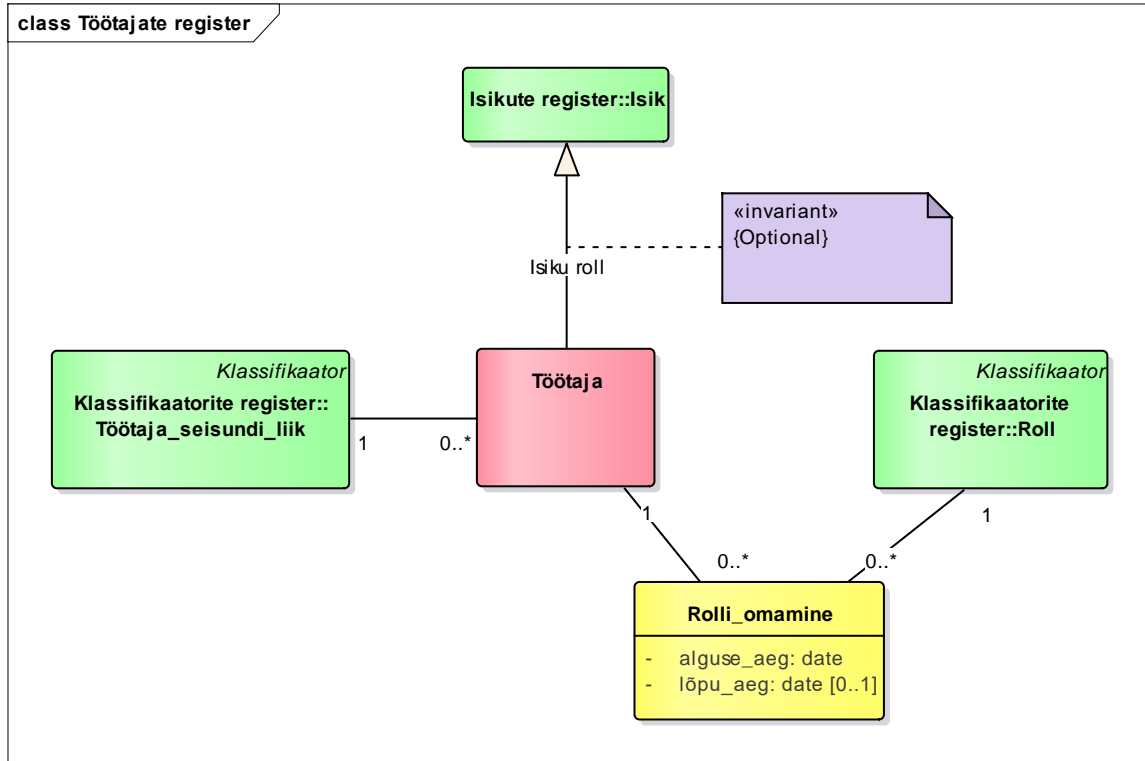 class Töötajate register
Isikute register::Isik
«invariant»
{Optional}
Isiku roll
Klassifikaator
Klassifikaatorite register::
Töötaja_seisundi_liik
Töötaja
Klassifikaator
Klassifikaatorite
register::Roll
1
0..*
1
1
0..*
0..*
Rolli_omamine
- alguse_aeg: date
- lõpu_aeg: date [0..1]